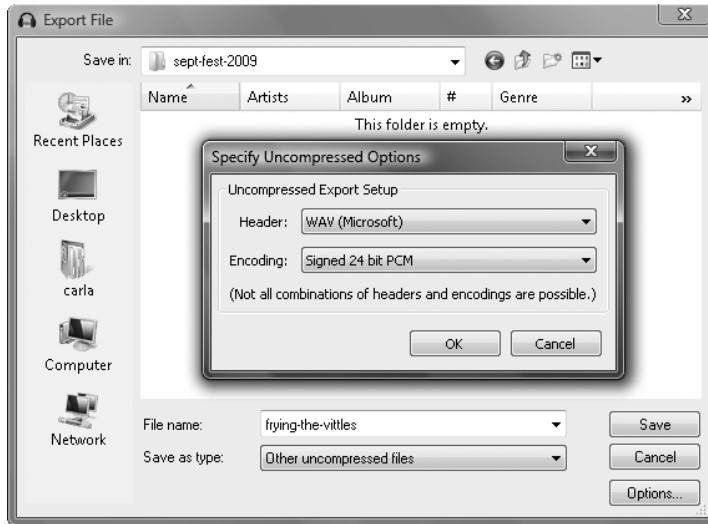 Export File
Save in: sept-fest-2009
Name Artists Album # Genre »
This folder is empty.
Recent Places
Desktop
carla
Computer
Network
Specify Uncompressed Options
Uncompressed Export Setup
Header: WAV (Microsoft)
Encoding: Signed 24 bit PCM
(Not all combinations of headers and encodings are possible.)
OK Cancel
File name: frying-the-vittles Save
Save as type: Other uncompressed files Cancel
Options...